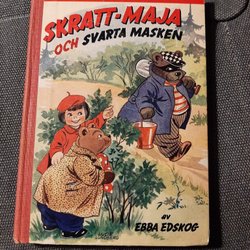 SKRATT-MAJA
OCH SVARTA MASKEN
AV
EBBA EDSKOG